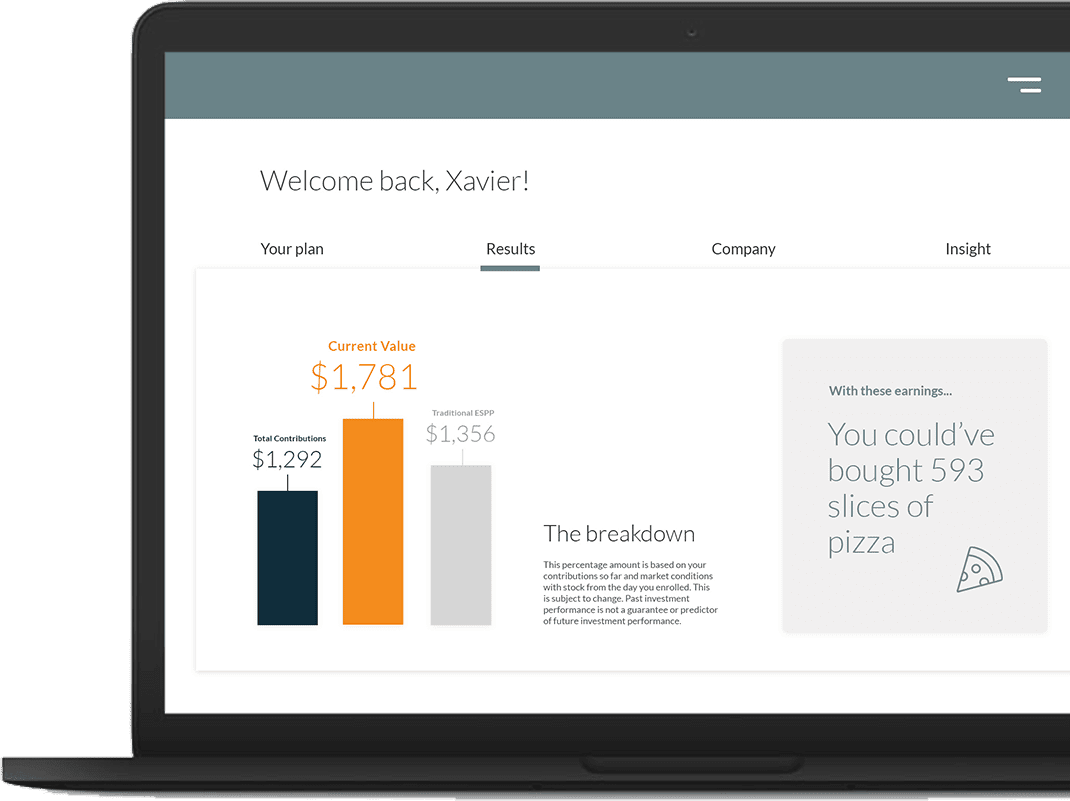 Welcome back, Xavier!
Your plan
Results
Company
Insight
Current Value
$1,781
Traditional ESPP
$1,356
Total Contributions
$1,292
The breakdown
This percentage amount is based on your
contributions so far and market conditions
with stock from the day you enrolled. This
is subject to change. Past investment
performance is not a guarantee or predictor
of future investment performance.
With these earnings...
You could’ve
bought 593
slices of
pizza